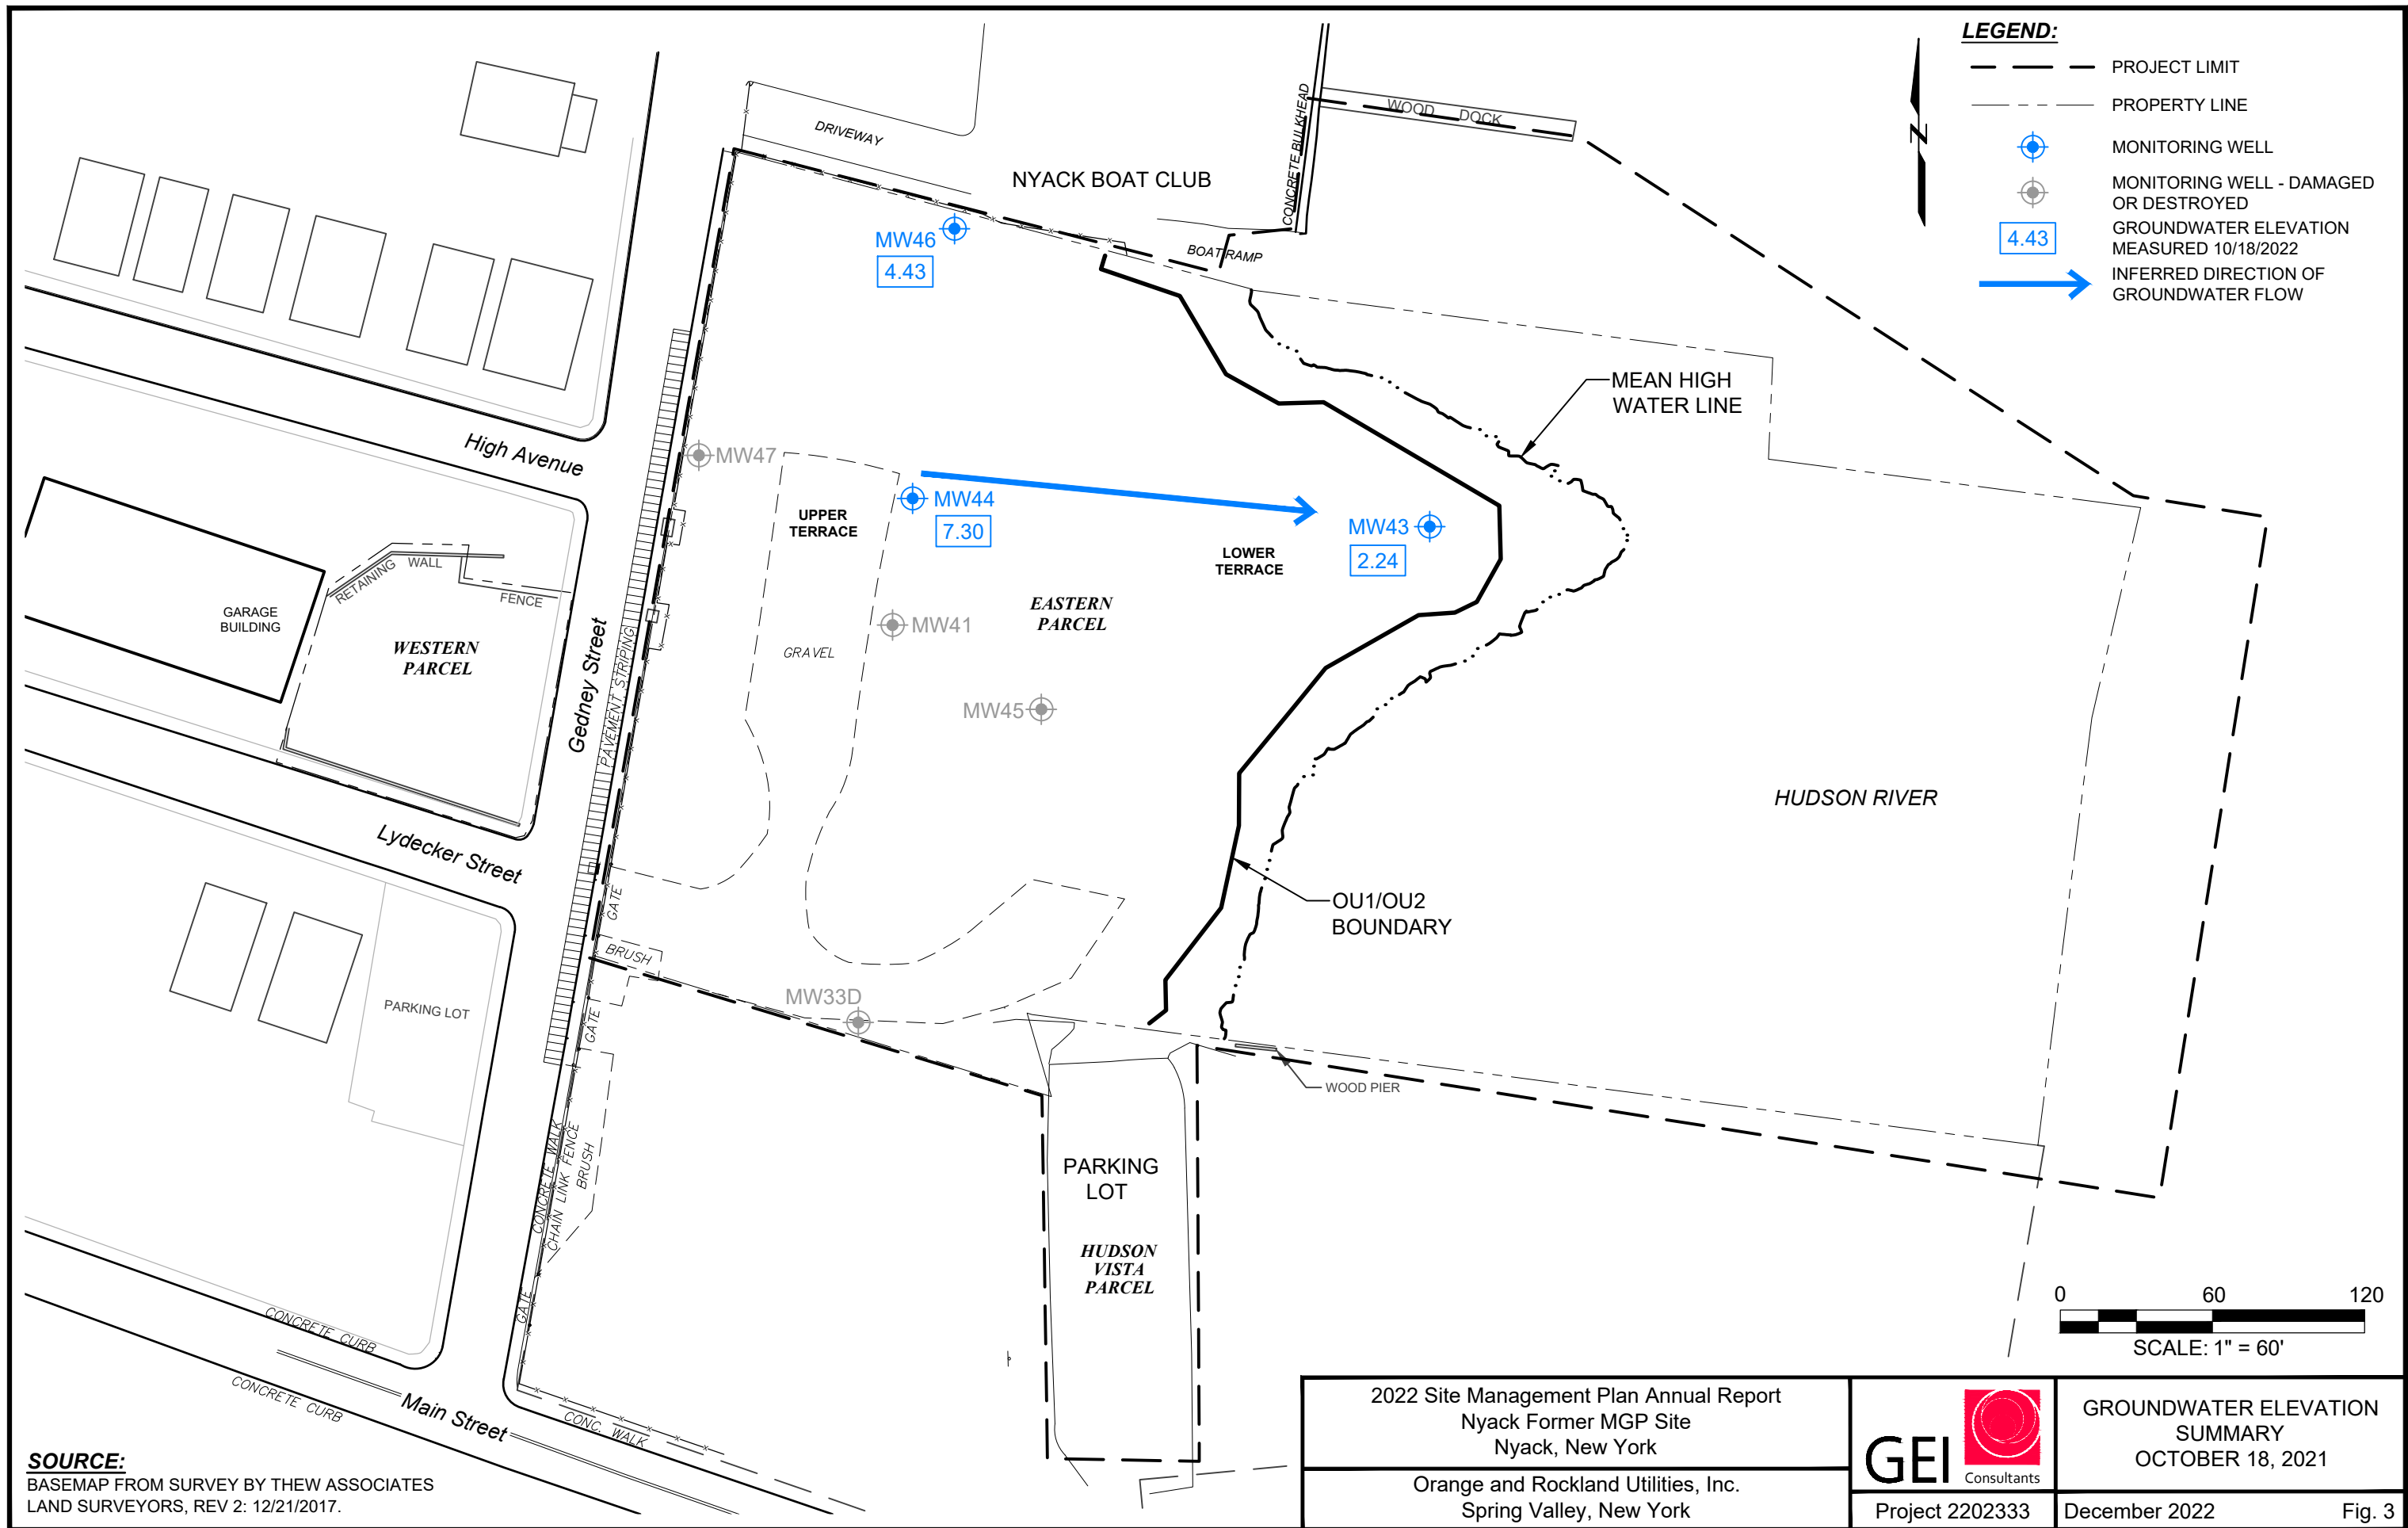 LEGEND:
PROJECT LIMIT
PROPERTY LINE
MONITORING WELL
MONITORING WELL - DAMAGED
OR DESTROYED
4.43
GROUNDWATER ELEVATION
MEASURED 10/18/2022
INFERRED DIRECTION OF
GROUNDWATER FLOW
N
DRIVEWAY
NYACK BOAT CLUB
CONCRETE BULKHEAD
WOOD DOCK
BOAT RAMP
MW46
4.43
MEAN HIGH
WATER LINE
High Avenue
MW47
MW44
7.30
UPPER
TERRACE
MW43
2.24
LOWER
TERRACE
RETAINING WALL
FENCE
GARAGE
BUILDING
WESTERN
PARCEL
Gedney Street
PAVEMENT STRIPING
MW41
GRAVEL
EASTERN
PARCEL
MW45
HUDSON RIVER
Lydecker Street
GATE
OU1/OU2
BOUNDARY
BRUSH
MW33D
GATE
PARKING LOT
WOOD PIER
CONCRETE WALK
CHAIN LINK FENCE
BRUSH
PARKING
LOT
HUDSON
VISTA
PARCEL
GATE
CONCRETE CURB
CONCRETE CURB
Main Street
CONC. WALK
0 60 120
SCALE: 1" = 60'
SOURCE:
BASEMAP FROM SURVEY BY THEW ASSOCIATES
LAND SURVEYORS, REV 2: 12/21/2017.
2022 Site Management Plan Annual Report
Nyack Former MGP Site
Nyack, New York
Orange and Rockland Utilities, Inc.
Spring Valley, New York
GEI Consultants
Project 2202333
GROUNDWATER ELEVATION
SUMMARY
OCTOBER 18, 2021
December 2022 Fig. 3